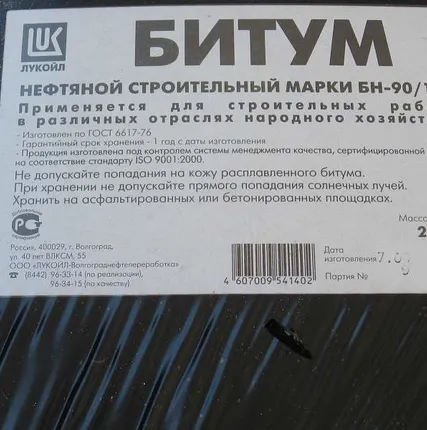 LUK
ЛУКОЙЛ
БИТУМ
НЕФТЯНОЙ СТРОИТЕЛЬНЫЙ МАРКИ БН-90/
Применяется для строительных раб
в различных отраслях народного хозяйст
- Изготовлен по ГОСТ 6617-76
- Гарантийный срок хранения - 1 год с даты изготовления
- Продукция изготовлена под контролем системы менеджмента качества, сертифицированной
на соответствие стандарту ISO 9001:2000.
Не допускайте попадания на кожу расплавленного битума.
При хранении не допускайте прямого попадания солнечных лучей.
Хранить на асфальтированных или бетонированных площадках.
Россия, 400029, г. Волгоград,
ул. 40 лет ВЛКСМ, 55
ООО «ЛУКОЙЛ-Волгограднефтепереработка»
☏ (8442) 96-33-14 (по реализации),
96-34-15 (по качеству)
4 607009 541402
Дата
изготовления
Партия №
9
Масса
2